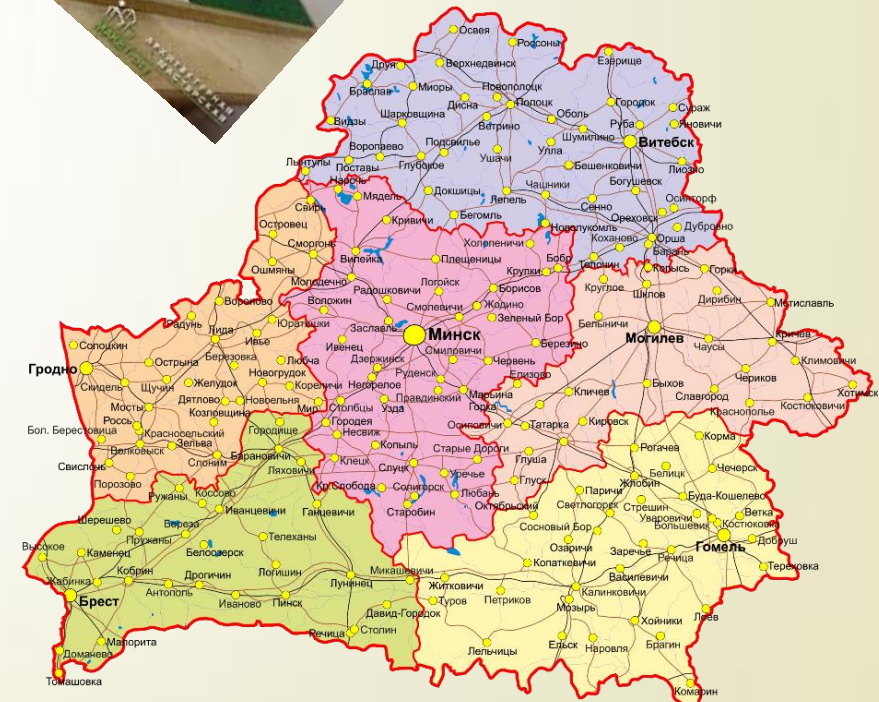 Освея
Россоны
Друя
Верхнедвинск
Езерище
Браслав
Миоры
Новополоцк
Дисна
Полоцк
Городок
Сураж
Видзы
Шарковщина
Ветрино
Оболь
Руба
Яновичи
Шумилино
Витебск
Воропаево
Подсвилье
Ушачи
Улла
Лынтупы
Поставы
Глубокое
Бешенковичи
Лиозно
Нарочь
Мядель
Докшицы
Лепель
Чашники
Богушевск
Свирь
Бегомль
Сенно
Осинторф
Островец
Кривичи
Новолукомль
Ореховск
Дубровно
Сморгонь
Холопеничи
Коханово
Орша
Барань
Ошмяны
Вилейка
Плещеницы
Бобр
Толочин
Крупки
Копысь
Горки
Молодечно
Логойск
Борисов
Круглое
Шклов
Вороново
Воложин
Радошковичи
Смолевичи
Жодино
Дрибин
Мстиславль
Радунь
Юратишки
Заславль
Зеленый Бор
Белыничи
Лида
Минск
Могилев
Сопоцкин
Ивье
Ивенец
Смиловичи
Березино
Чаусы
Кричев
Гродно
Острына
Березовка
Любча
Дзержинск
Червень
Климовичи
Скидель
Щучин
Желудок
Новогрудок
Негорелое
Руденск
Елизово
Чериков
Кореличи
Правдинский
Марьина
Горка
Кличев
Быхов
Славгород
Хотимск
Мосты
Дятлово
Новоельня
Мир
Столбцы
Узда
Краснополье
Костюковичи
Козловщина
Россь
Городея
Осиповичи
Татарка
Кировск
Бол. Берестовица
Красносельский
Городище
Несвиж
Зельва
Копыль
Старые Дороги
Рогачев
Корма
Волковыск
Барановичи
Свислочь
Слоним
Ляховичи
Клецк
Слуцк
Глуша
Белицк
Чечерск
Порозово
Уречье
Глуск
Жлобин
Ружаны
Коссово
Кр.Слобода
Солигорск
Любань
Паричи
Буда-Кошелево
Ивацевичи
Ганцевичи
Старобин
Октябрьский
Светлогорск
Стрешин
Ветка
Шерешево
Береза
Сосновый Бор
Уваровичи
Большевик
Костюковка
Пружаны
Телеханы
Гомель
Добруш
Высокое
Каменец
Белоозерск
Озаричи
Заречье
Речица
Тереховка
Кобрин
Дрогичин
Логишин
Микашевичи
Копаткевичи
Жабинка
Антополь
Лунинец
Житковичи
Василевичи
Калинковичи
Брест
Иваново
Пинск
Туров
Петриков
Мозырь
Лоев
Давид-Городок
Хойники
Малорита
Речица
Столин
Домачево
Лельчицы
Ельск
Наровля
Брагин
Томашовка
Комарин